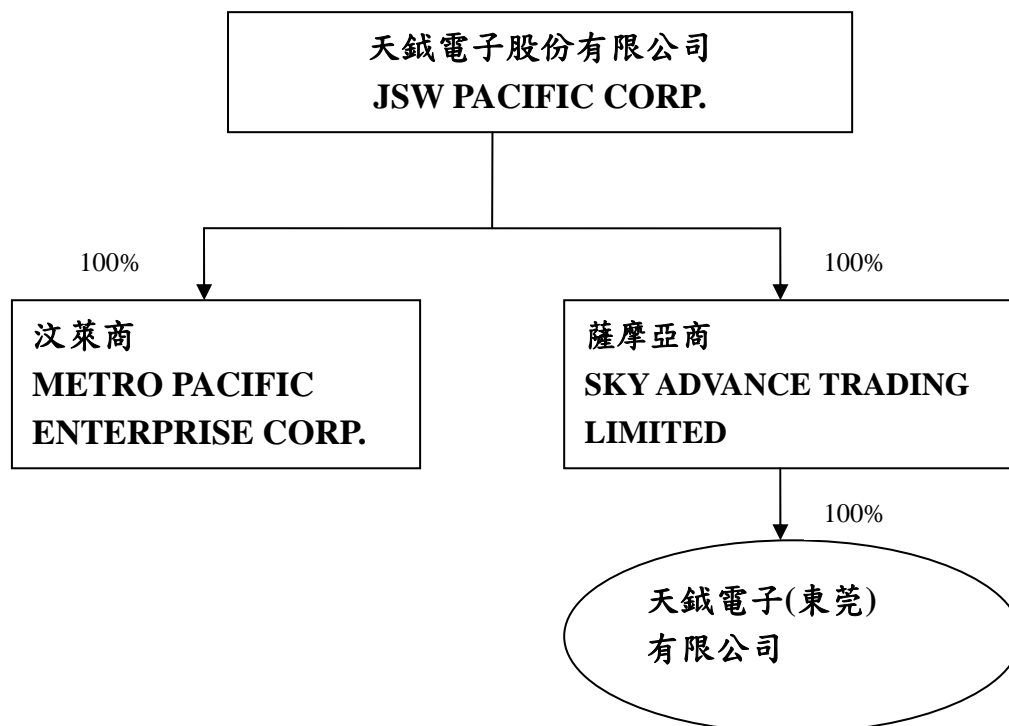 天鉞電子股份有限公司
JSW PACIFIC CORP.
100%
100%
汶萊商
METRO PACIFIC
ENTERPRISE CORP.
薩摩亞商
SKY ADVANCE TRADING
LIMITED
100%
天鉞電子(東莞)
有限公司